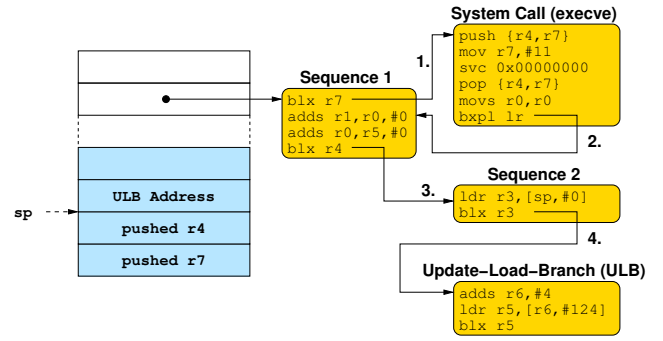 System Call (execve)
push {r4,r7}
mov r7,#11
svc 0x00000000
pop {r4,r7}
movs r0,r0
bxpl lr
1.
Sequence 1
blx r7
adds r1,r0,#0
adds r0,r5,#0
blx r4
2.
Sequence 2
3.
ldr r3,[sp,#0]
blx r3
ULB Address
sp
pushed r4
pushed r7
4.
Update–Load–Branch (ULB)
adds r6,#4
ldr r5,[r6,#124]
blx r5